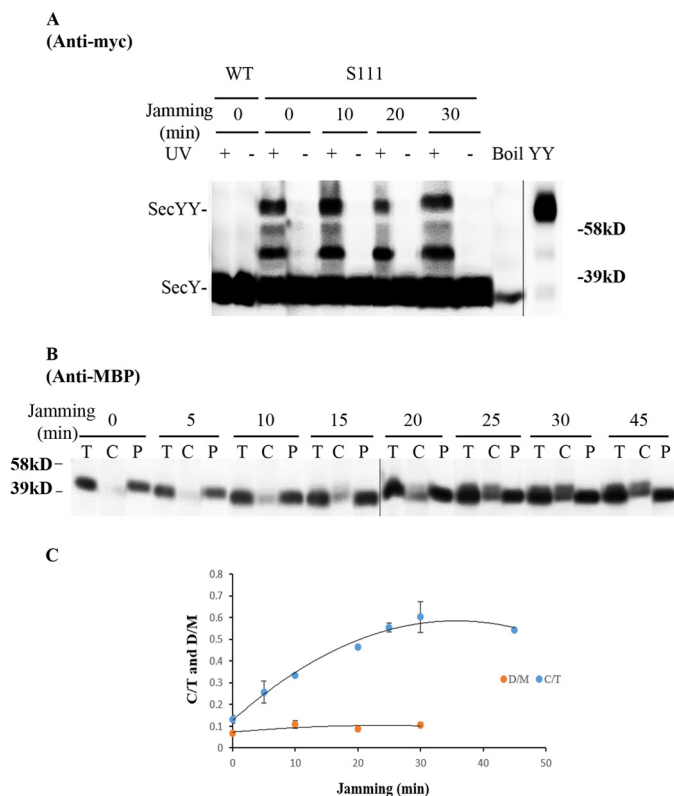 A
(Anti-myc)
WT S111
Jamming 0 0 10 20 30
(min)
UV + - + - + - + - + - Boil YY
SecYY-
-58kD
-39kD
SecY-
B
(Anti-MBP)
Jamming 0 5 10 15 20 25 30 45
(min)
T C P T C P T C P T C P T C P T C P T C P T C P
58kD –
39kD –
C
0.8
0.7
0.6
0.5
0.4
0.3
0.2
0.1
0
C/T and D/M
D/M C/T
0 10 20 30 40 50
Jamming (min)